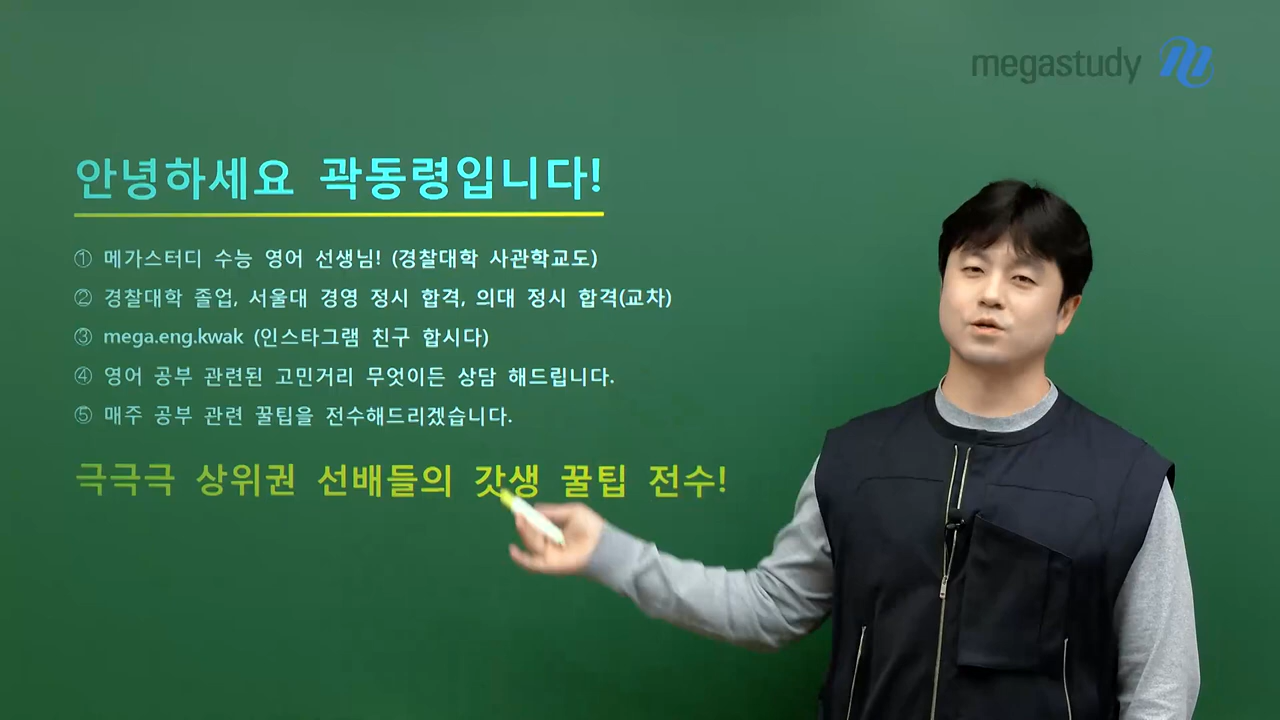 megastudy
안녕하세요 곽동령입니다!
① 메가스터디 수능 영어 선생님! (경찰대학 사관학교도)
② 경찰대학 졸업, 서울대 경영 정시 합격, 의대 정시 합격(교차)
③ mega.eng.kwak (인스타그램 친구 합시다)
④ 영어 공부 관련된 고민거리 무엇이든 상담 해드립니다.
⑤ 매주 공부 관련 꿀팁을 전수해드리겠습니다.
극극극 상위권 선배들의 갓생 꿀팁 전수!